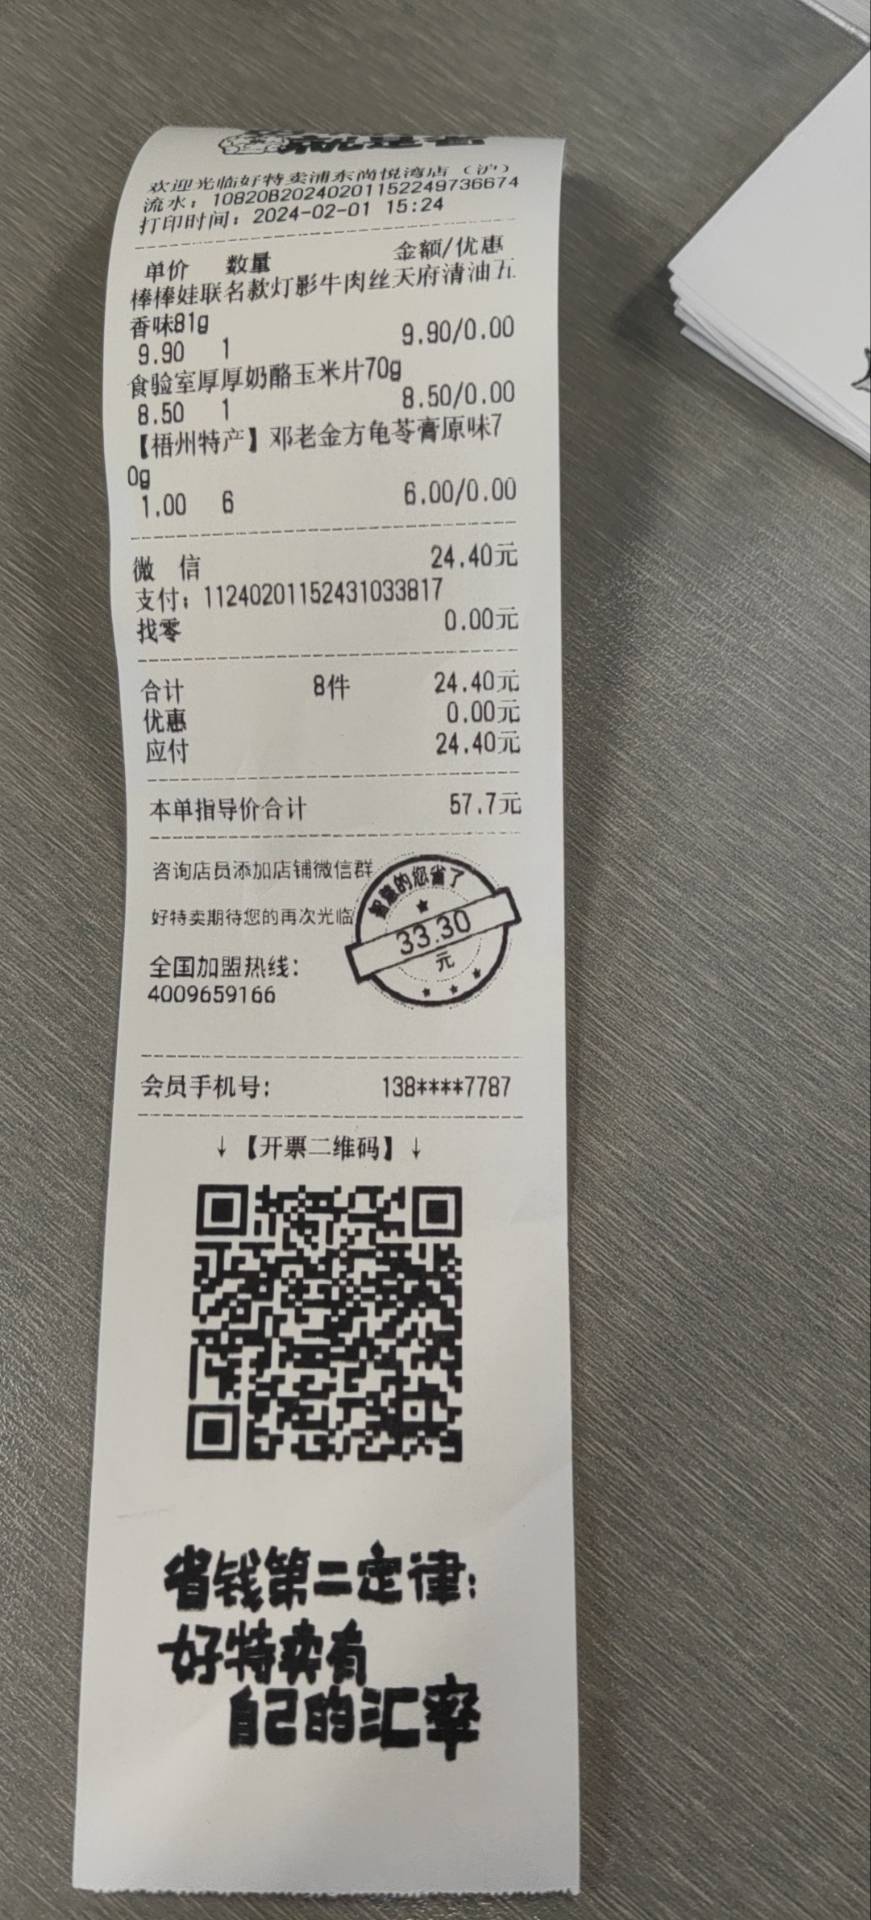 欢迎光临好特卖浦东尚悦湾店（沪）
流水：10820B20240201152249736674
打印时间：2024-02-01 15:24
单价 数量 金额/优惠
棒棒娃联名款灯影牛肉丝天府清油五
香味81g
9.90 1 9.90/0.00
食验室厚厚奶酪玉米片70g
8.50 1 8.50/0.00
【梧州特产】邓老金方龟苓膏原味7
0g
1.00 6 6.00/0.00
微 信 24.40元
支付：11240201152431033817
找零 0.00元
合计 8件 24.40元
优惠 0.00元
应付 24.40元
本单指导价合计 57.7元
咨询店员添加店铺微信群
好特卖期待您的再次光临
智慧的您省了
33.30
元
全国加盟热线：
4009659166
会员手机号： 138****7787
↓【开票二维码】↓
省钱第二定律：
好特卖有
自己的汇率